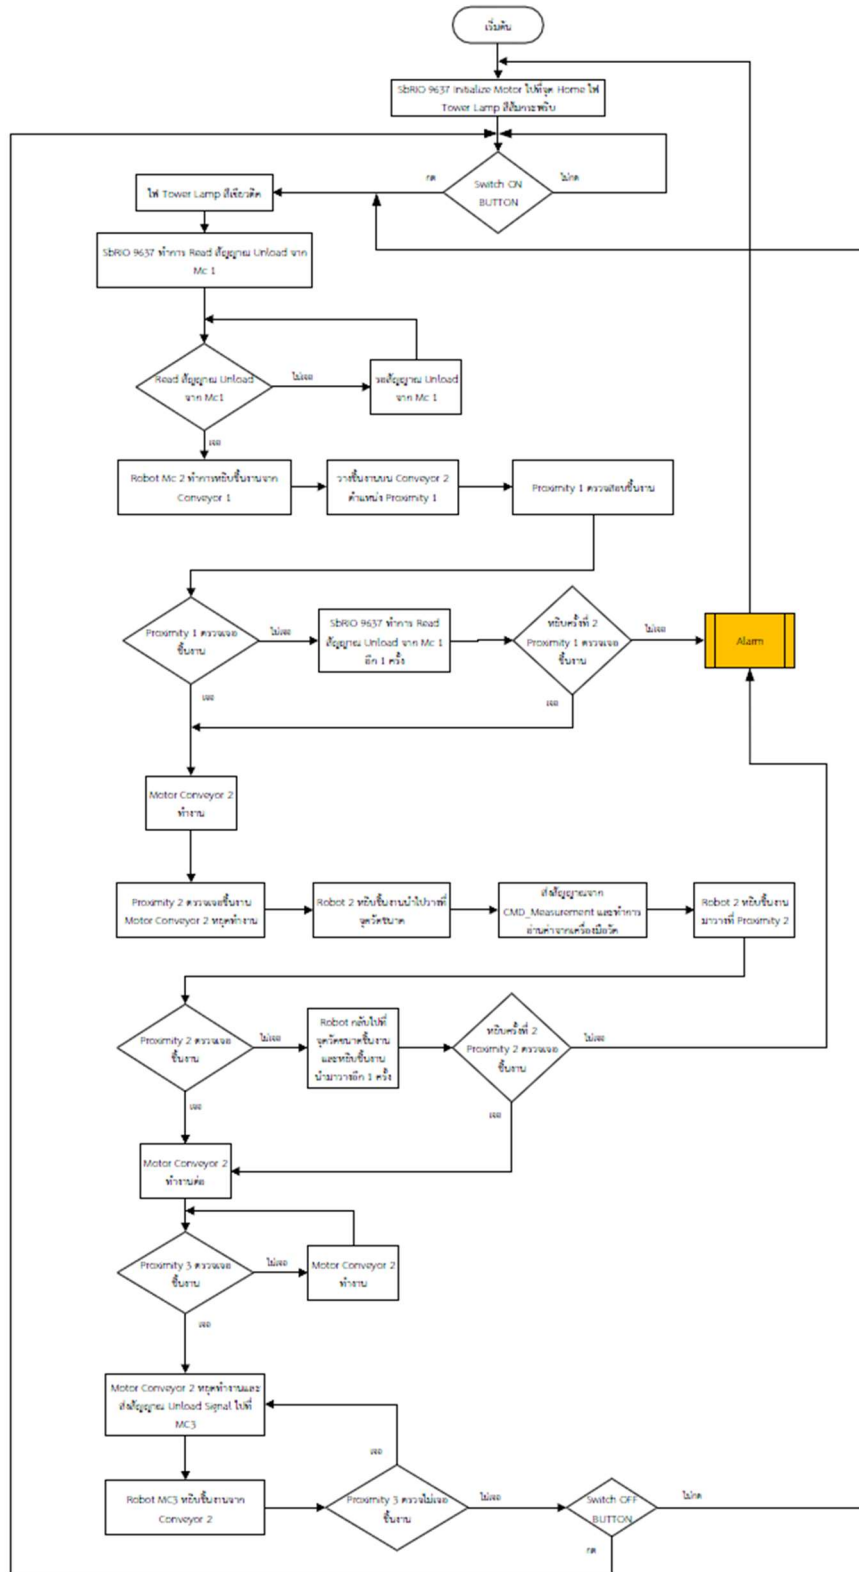 เริ่มต้น
SbRIO 9637 Initialize Motor ไปที่จุด Home ไฟ
Tower Lamp สีส้มกระพริบ
Switch ON
BUTTON
กด
ไม่กด
ไฟ Tower Lamp สีเขียวติด
SbRIO 9637 ทำการ Read สัญญาณ Unload จาก
Mc 1
Read สัญญาณ Unload
จาก Mc1
ไม่เจอ
รอสัญญาณ Unload
จาก Mc 1
เจอ
Robot Mc 2 ทำการหยิบชิ้นงานจาก
Conveyor 1
วางชิ้นงานบน Conveyor 2
ตำแหน่ง Proximity 1
Proximity 1 ตรวจสอบชิ้นงาน
Proximity 1 ตรวจเจอ
ชิ้นงาน
ไม่เจอ
SbRIO 9637 ทำการ Read
สัญญาณ Unload จาก Mc 1
อีก 1 ครั้ง
หยิบครั้งที่ 2
Proximity 1 ตรวจเจอ
ชิ้นงาน
ไม่เจอ
Alarm
เจอ
เจอ
Motor Conveyor 2
ทำงาน
Proximity 2 ตรวจเจอชิ้นงาน
Motor Conveyor 2 หยุดทำงาน
Robot 2 หยิบชิ้นงานนำไปวางที่
จุดวัดขนาด
ส่งสัญญาณจาก
CMD_Measurement และทำการ
อ่านค่าจากเครื่องมือวัด
Robot 2 หยิบชิ้นงาน
มาวางที่ Proximity 2
Proximity 2 ตรวจเจอ
ชิ้นงาน
ไม่เจอ
Robot กลับไปที่
จุดวัดขนาดชิ้นงาน
และหยิบชิ้นงาน
นำมาวางอีก 1 ครั้ง
หยิบครั้งที่ 2
Proximity 2 ตรวจเจอ
ชิ้นงาน
ไม่เจอ
เจอ
เจอ
Motor Conveyor 2
ทำงานต่อ
Proximity 3 ตรวจเจอ
ชิ้นงาน
ไม่เจอ
Motor Conveyor 2
ทำงาน
เจอ
Motor Conveyor 2 หยุดทำงานและ
ส่งสัญญาณ Unload Signal ไปที่
MC3
เจอ
Robot MC3 หยิบชิ้นงานจาก
Conveyor 2
Proximity 3 ตรวจไม่เจอ
ชิ้นงาน
ไม่เจอ
Switch OFF
BUTTON
ไม่กด
กด